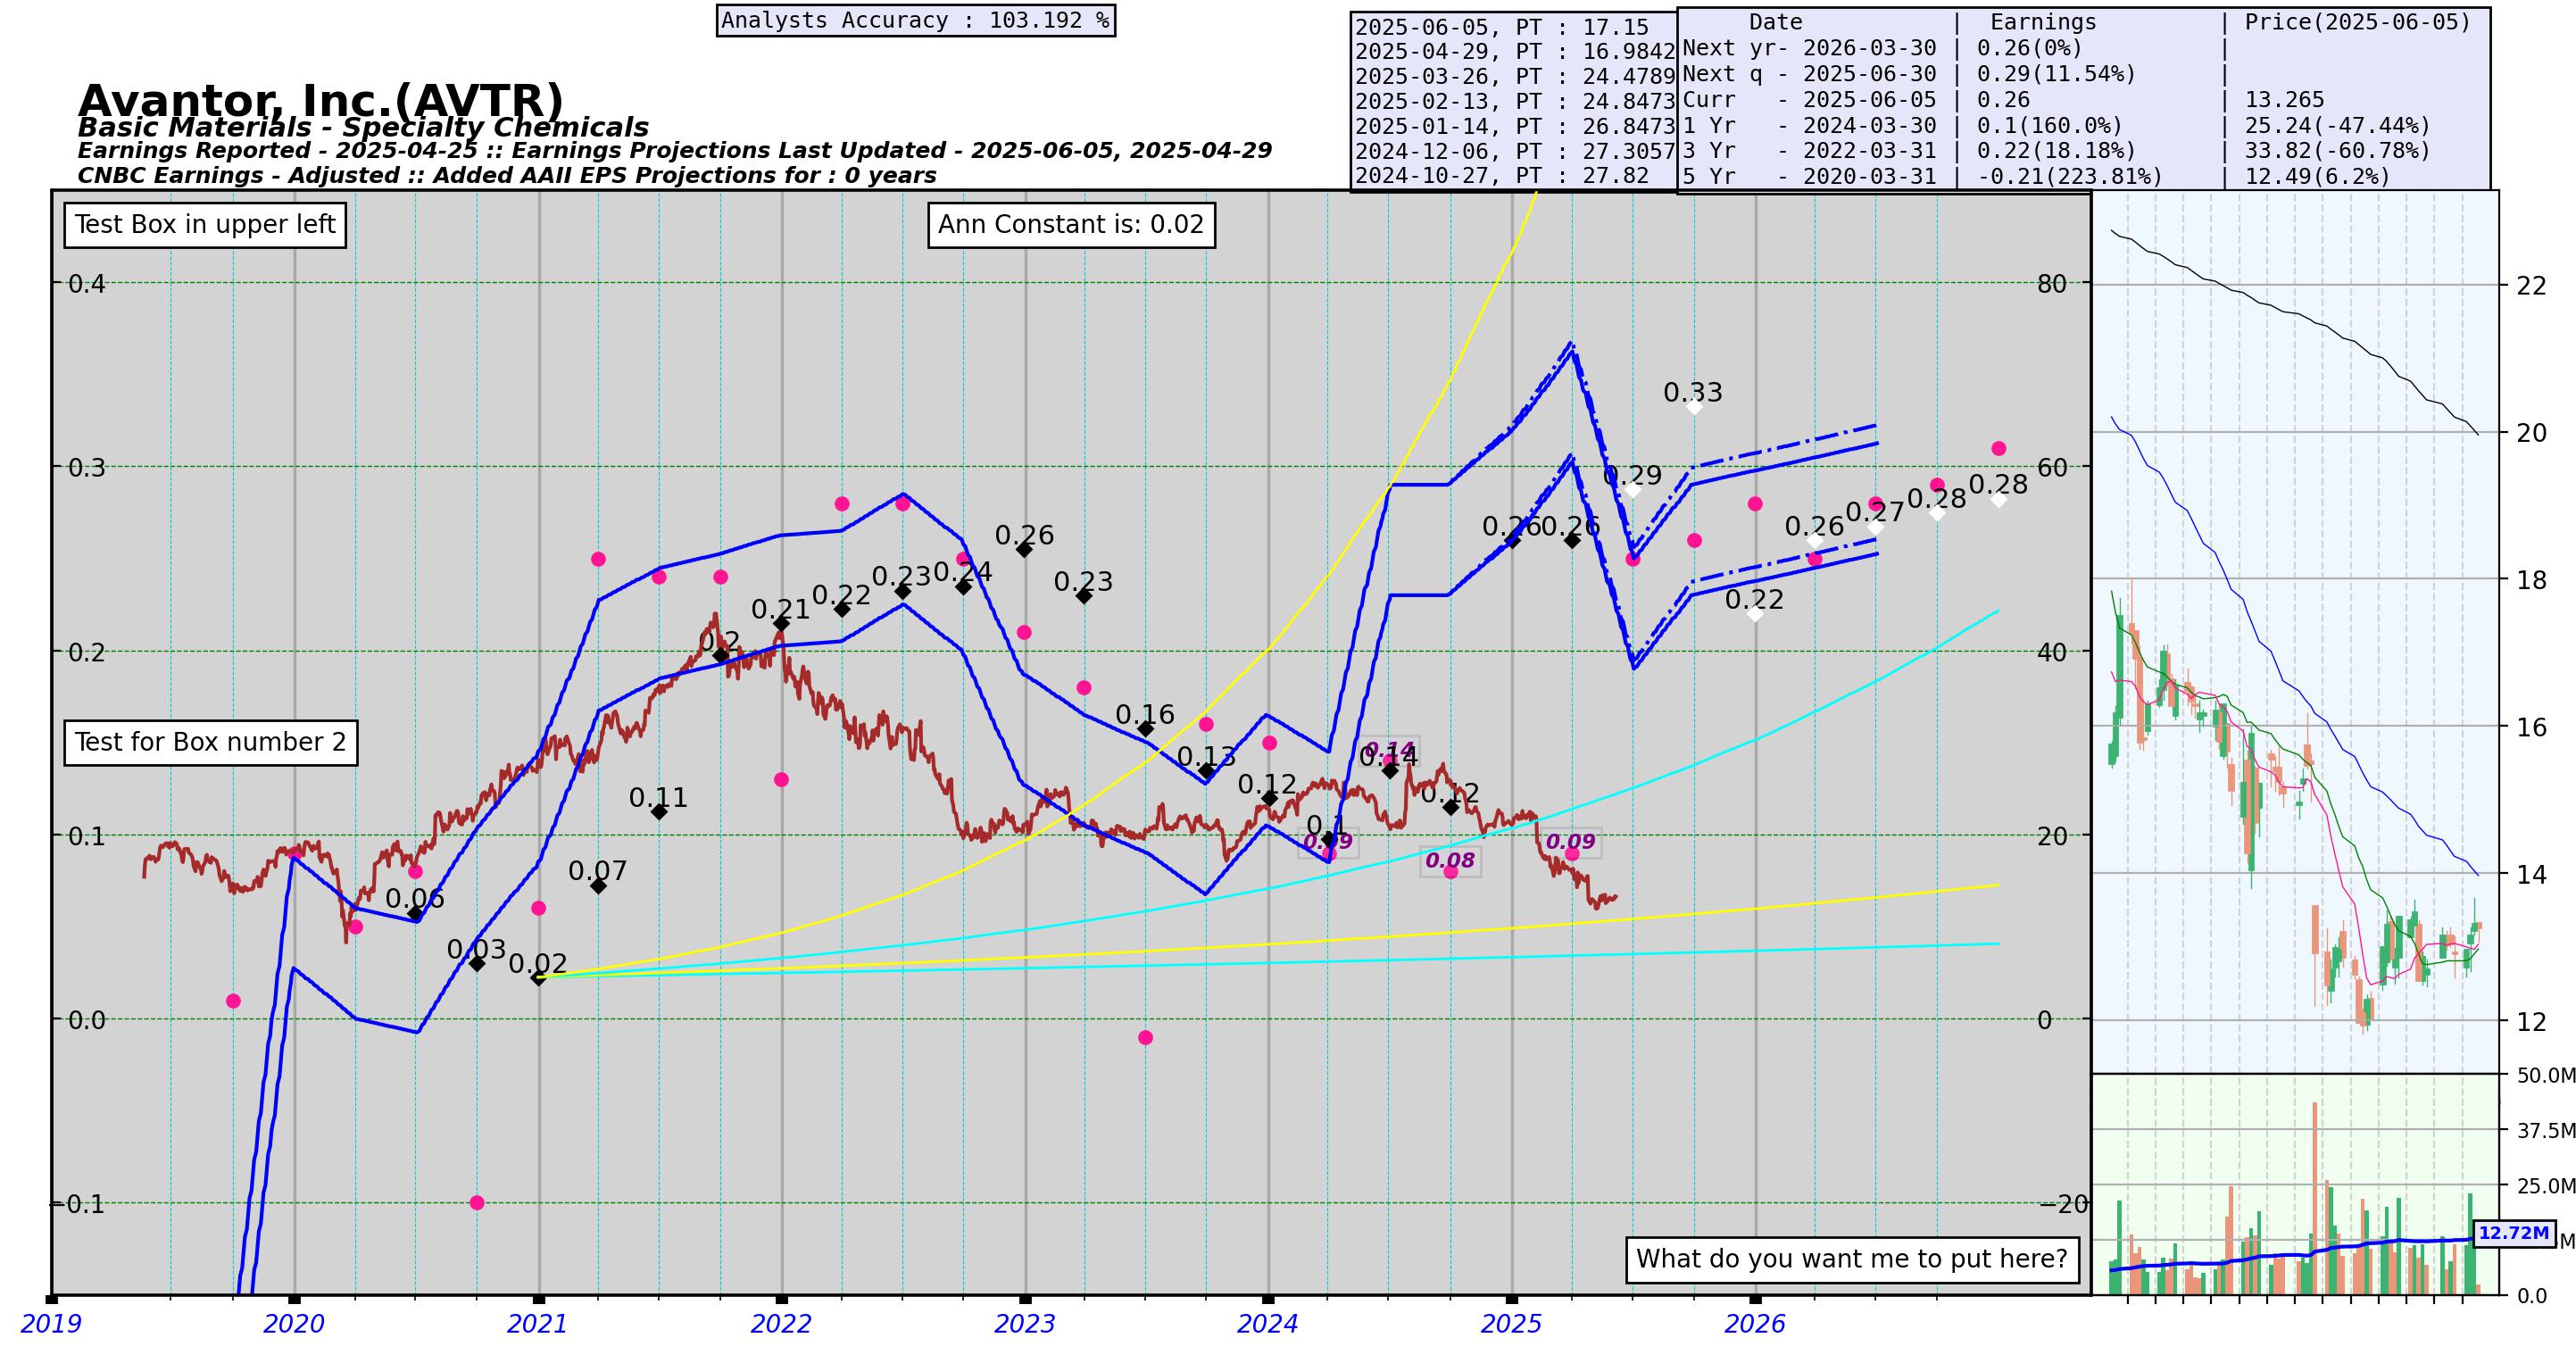 Analysts Accuracy : 103.192 %
2025-06-05, PT : 17.15
2025-04-29, PT : 16.9842
2025-03-26, PT : 24.4789
2025-02-13, PT : 24.8473
2025-01-14, PT : 26.8473
2024-12-06, PT : 27.3057
2024-10-27, PT : 27.82
Date | Earnings | Price(2025-06-05)
Next yr- 2026-03-30 | 0.26(0%) |
Next q - 2025-06-30 | 0.29(11.54%) |
Curr - 2025-06-05 | 0.26 | 13.265
1 Yr - 2024-03-30 | 0.1(160.0%) | 25.24(-47.44%)
3 Yr - 2022-03-31 | 0.22(18.18%) | 33.82(-60.78%)
5 Yr - 2020-03-31 | -0.21(223.81%) | 12.49(6.2%)
Avantor, Inc.(AVTR)
Basic Materials - Specialty Chemicals
Earnings Reported - 2025-04-25 :: Earnings Projections Last Updated - 2025-06-05, 2025-04-29
CNBC Earnings - Adjusted :: Added AAII EPS Projections for : 0 years
Test Box in upper left
Ann Constant is: 0.02
Test for Box number 2
What do you want me to put here?
0.4
0.3
0.2
0.1
0.0
−0.1
80
60
40
20
0
−20
0.06
0.03
0.02
0.07
0.11
0.2
0.21
0.22
0.23
0.24
0.26
0.23
0.16
0.13
0.12
0.1
0.09
0.14
0.14
0.12
0.08
0.26
0.26
0.09
0.29
0.33
0.22
0.26
0.27
0.28
0.28
22
20
18
16
14
12
50.0M
37.5M
25.0M
12.72M
0.0
2019
2020
2021
2022
2023
2024
2025
2026